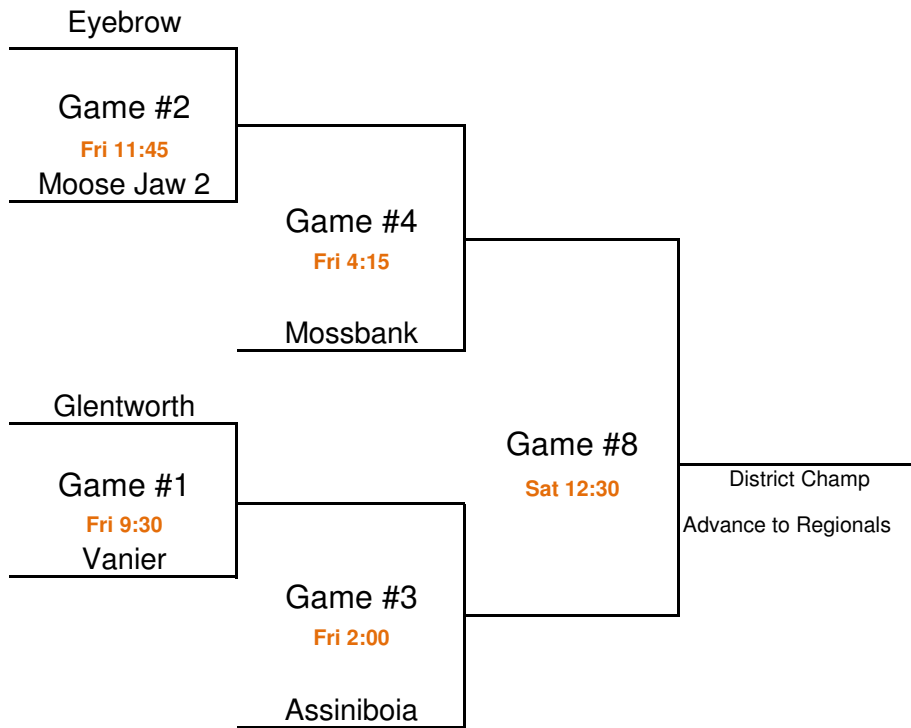 Eyebrow
Game #2
Fri 11:45
Moose Jaw 2
Game #4
Fri 4:15
Mossbank
Glentworth
Game #1
Fri 9:30
Vanier
Game #8
Sat 12:30
District Champ
Advance to Regionals
Game #3
Fri 2:00
Assiniboia